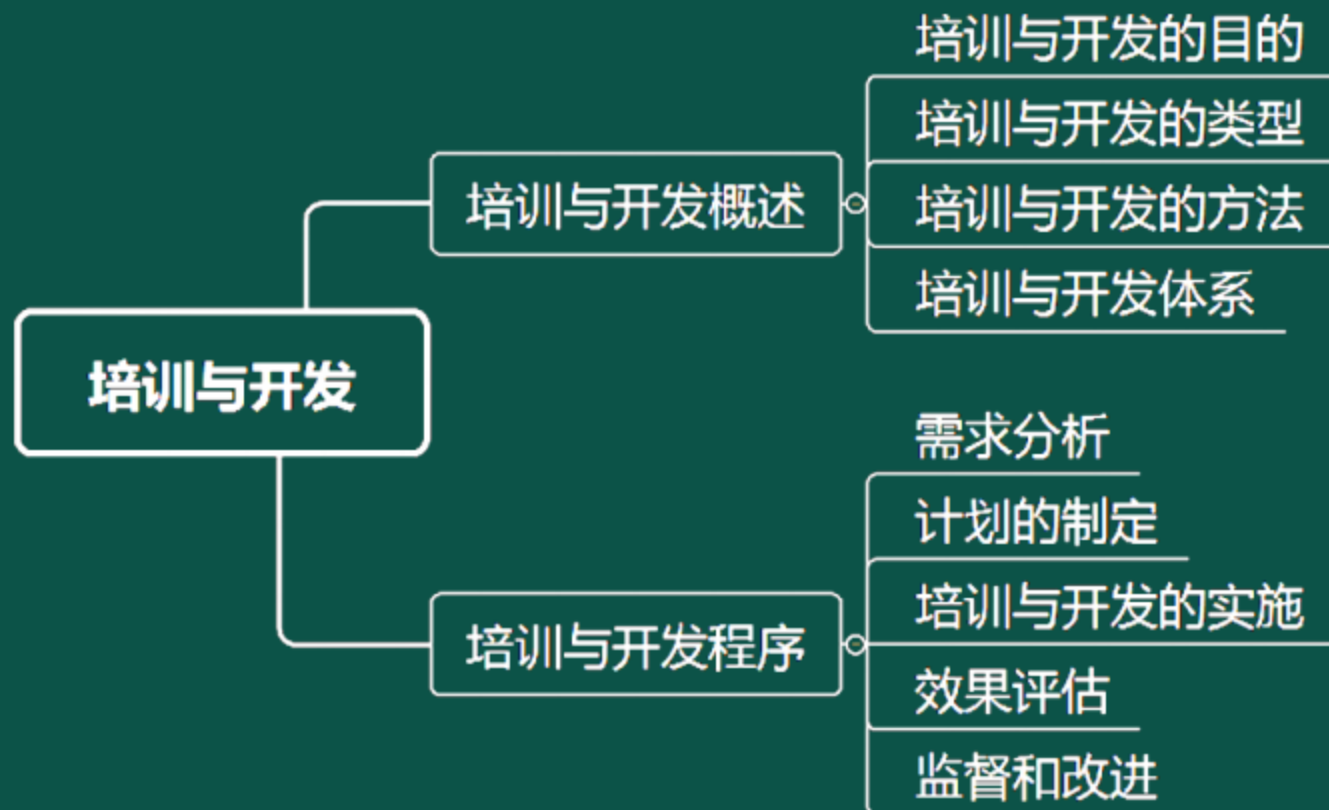 培训与开发
培训与开发概述
培训与开发的目的
培训与开发的类型
培训与开发的方法
培训与开发体系
培训与开发程序
需求分析
计划的制定
培训与开发的实施
效果评估
监督和改进